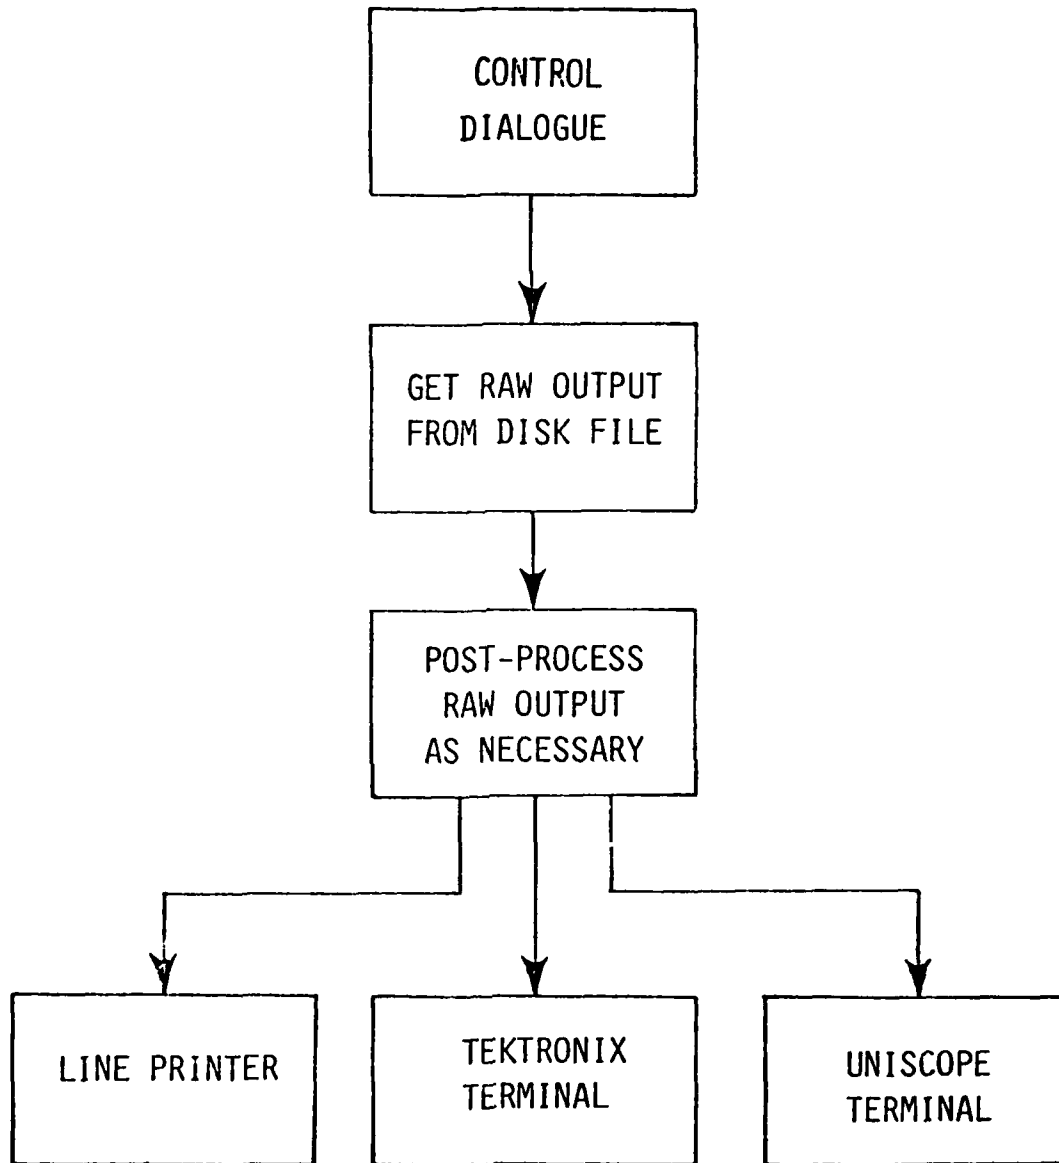 CONTROL
DIALOGUE
GET RAW OUTPUT
FROM DISK FILE
POST-PROCESS
RAW OUTPUT
AS NECESSARY
LINE PRINTER
TEKTRONIX
TERMINAL
UNISCOPE
TERMINAL